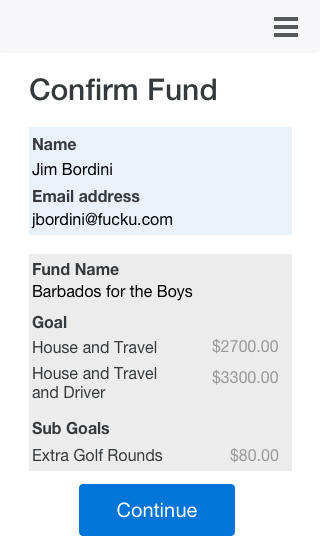 Confirm Fund
Name
Jim Bordini
Email address
jbordini@fucku.com
Fund Name
Barbados for the Boys
Goal
House and Travel $2700.00
House and Travel $3300.00
and Driver
Sub Goals
Extra Golf Rounds $80.00
Continue